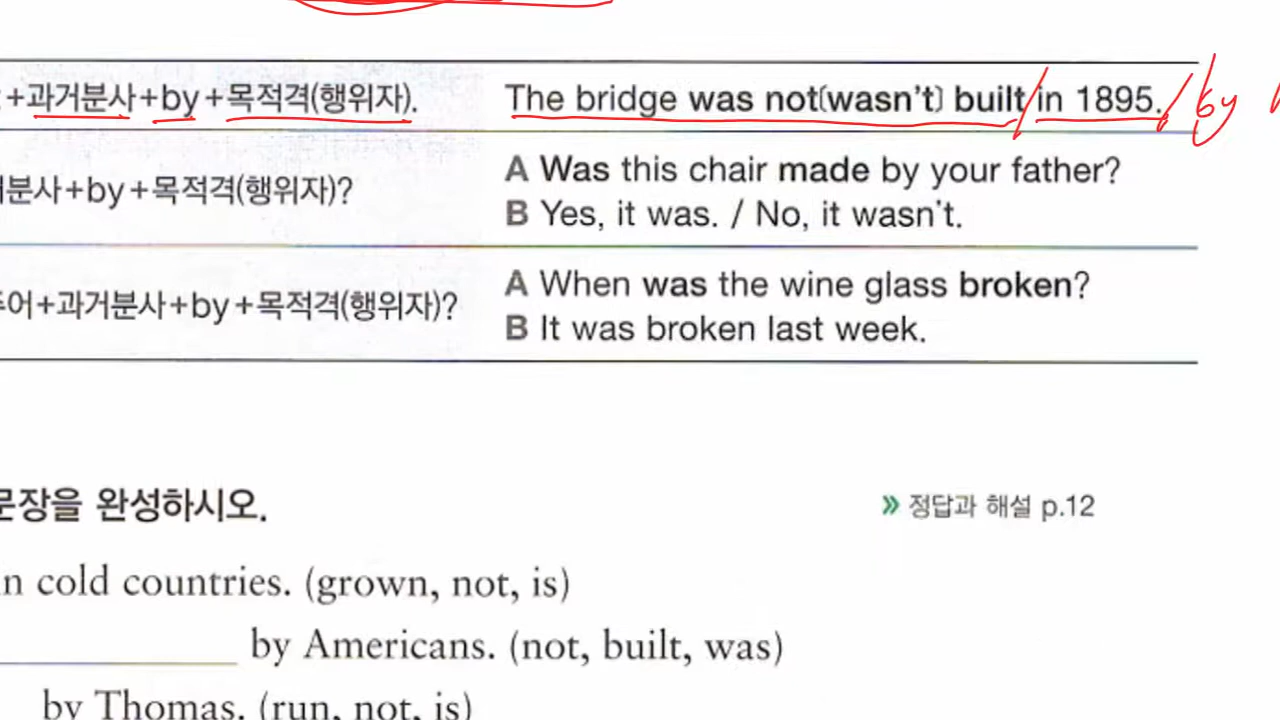 +과거분사+by+목적격(행위자). The bridge was not(wasn't) built in 1895. by
분사+by+목적격(행위자)? A Was this chair made by your father?
B Yes, it was. / No, it wasn't.
어+과거분사+by+목적격(행위자)? A When was the wine glass broken?
B It was broken last week.
문장을 완성하시오. » 정답과 해설 p.12
n cold countries. (grown, not, is)
by Americans. (not, built, was)
by Thomas. (run, not, is)